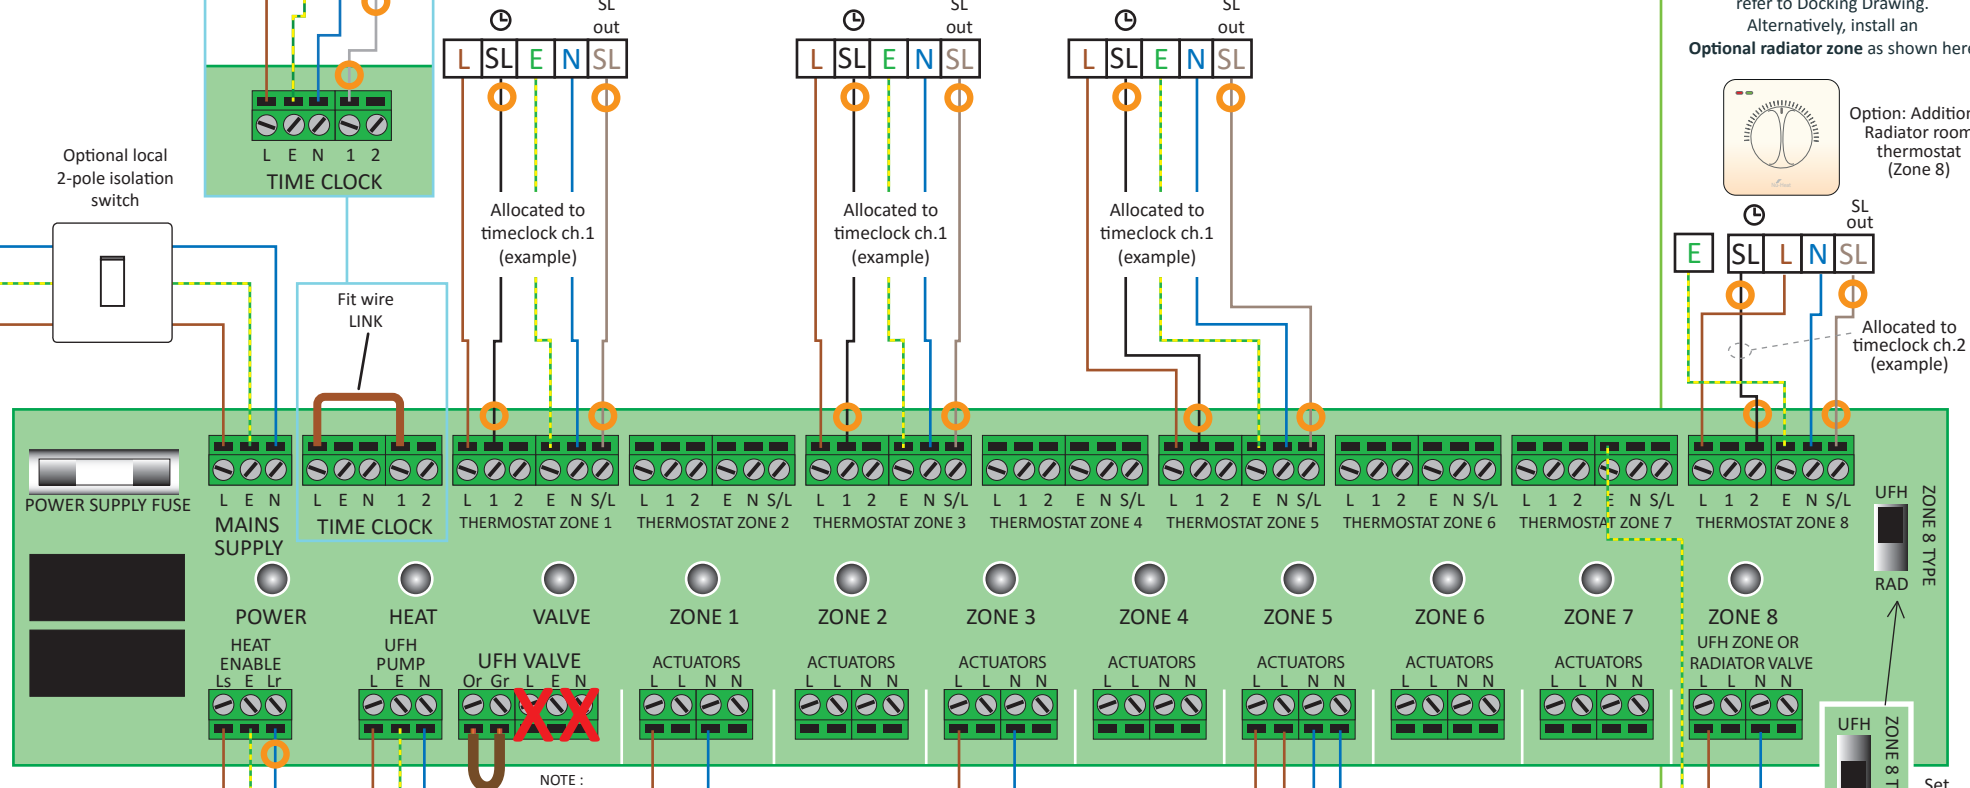 SL
out
SL
out
SL
out
refer to Docking Drawing.
Alternatively, install an
Optional radiator zone as shown here
L SL E N SL
L SL E N SL
L SL E N SL
Option: Addition
Radiator room
thermostat
(Zone 8)
L E N 1 2
TIME CLOCK
Optional local
2-pole isolation
switch
Allocated to
timeclock ch.1
(example)
Allocated to
timeclock ch.1
(example)
Allocated to
timeclock ch.1
(example)
SL
out
E SL L N SL
Fit wire
LINK
Allocated to
timeclock ch.2
(example)
POWER SUPPLY FUSE
L E N
MAINS
SUPPLY
L E N 1 2
TIME CLOCK
L 1 2 E N S/L
THERMOSTAT ZONE 1
L 1 2 E N S/L
THERMOSTAT ZONE 2
L 1 2 E N S/L
THERMOSTAT ZONE 3
L 1 2 E N S/L
THERMOSTAT ZONE 4
L 1 2 E N S/L
THERMOSTAT ZONE 5
L 1 2 E N S/L
THERMOSTAT ZONE 6
L 1 2 E N S/L
THERMOSTAT ZONE 7
L 1 2 E N S/L
THERMOSTAT ZONE 8
UFH
RAD
ZONE 8 TYPE
POWER
HEAT
VALVE
ZONE 1
ZONE 2
ZONE 3
ZONE 4
ZONE 5
ZONE 6
ZONE 7
ZONE 8
HEAT
ENABLE
Ls E Lr
UFH
PUMP
L E N
UFH VALVE
Or Gr L E N
ACTUATORS
L L N N
ACTUATORS
L L N N
ACTUATORS
L L N N
ACTUATORS
L L N N
ACTUATORS
L L N N
ACTUATORS
L L N N
ACTUATORS
L L N N
UFH ZONE OR
RADIATOR VALVE
L L N N
X X
UFH
ZONE 8 T
NOTE :
Set